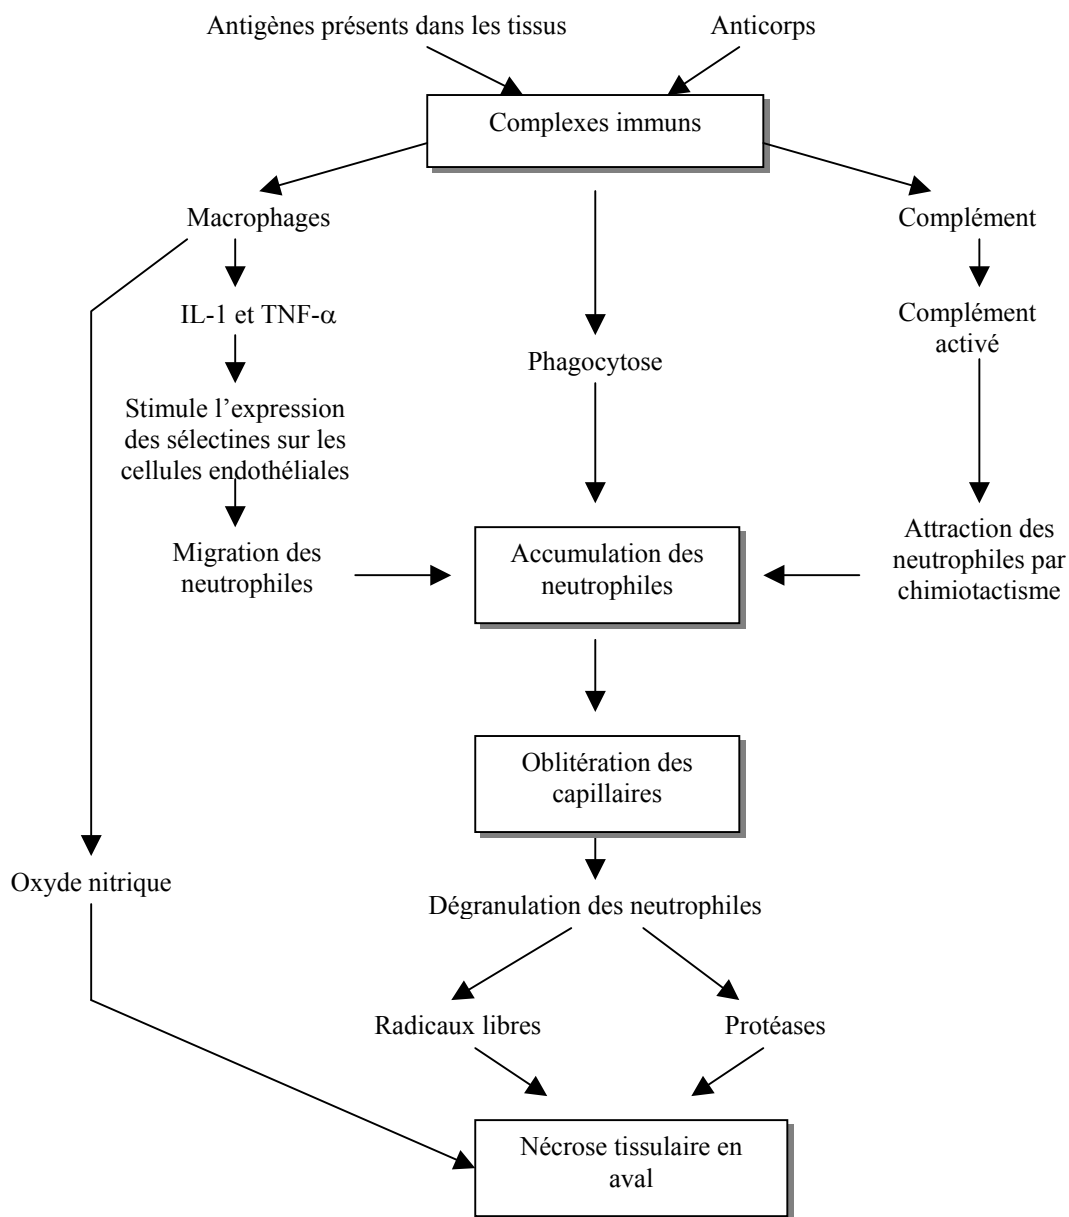 Antigènes présents dans les tissus
Anticorps
Complexes immuns
Macrophages
Complément
IL-1 et TNF-α
Complément
activé
Phagocytose
Stimule l’expression
des sélectines sur les
cellules endothéliales
Migration des
neutrophiles
Accumulation des
neutrophiles
Attraction des
neutrophiles par
chimiotactisme
Oblitération des
capillaires
Oxyde nitrique
Dégranulation des neutrophiles
Radicaux libres
Protéases
Nécrose tissulaire en
aval